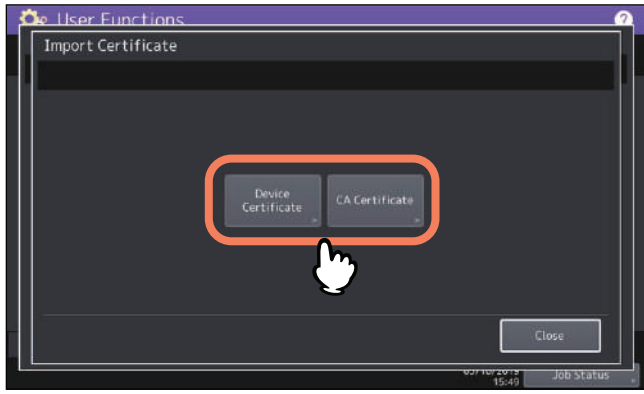 User Functions
?
Import Certificate
Device
Certificate
CA Certificate
Close
15:49
Job Status